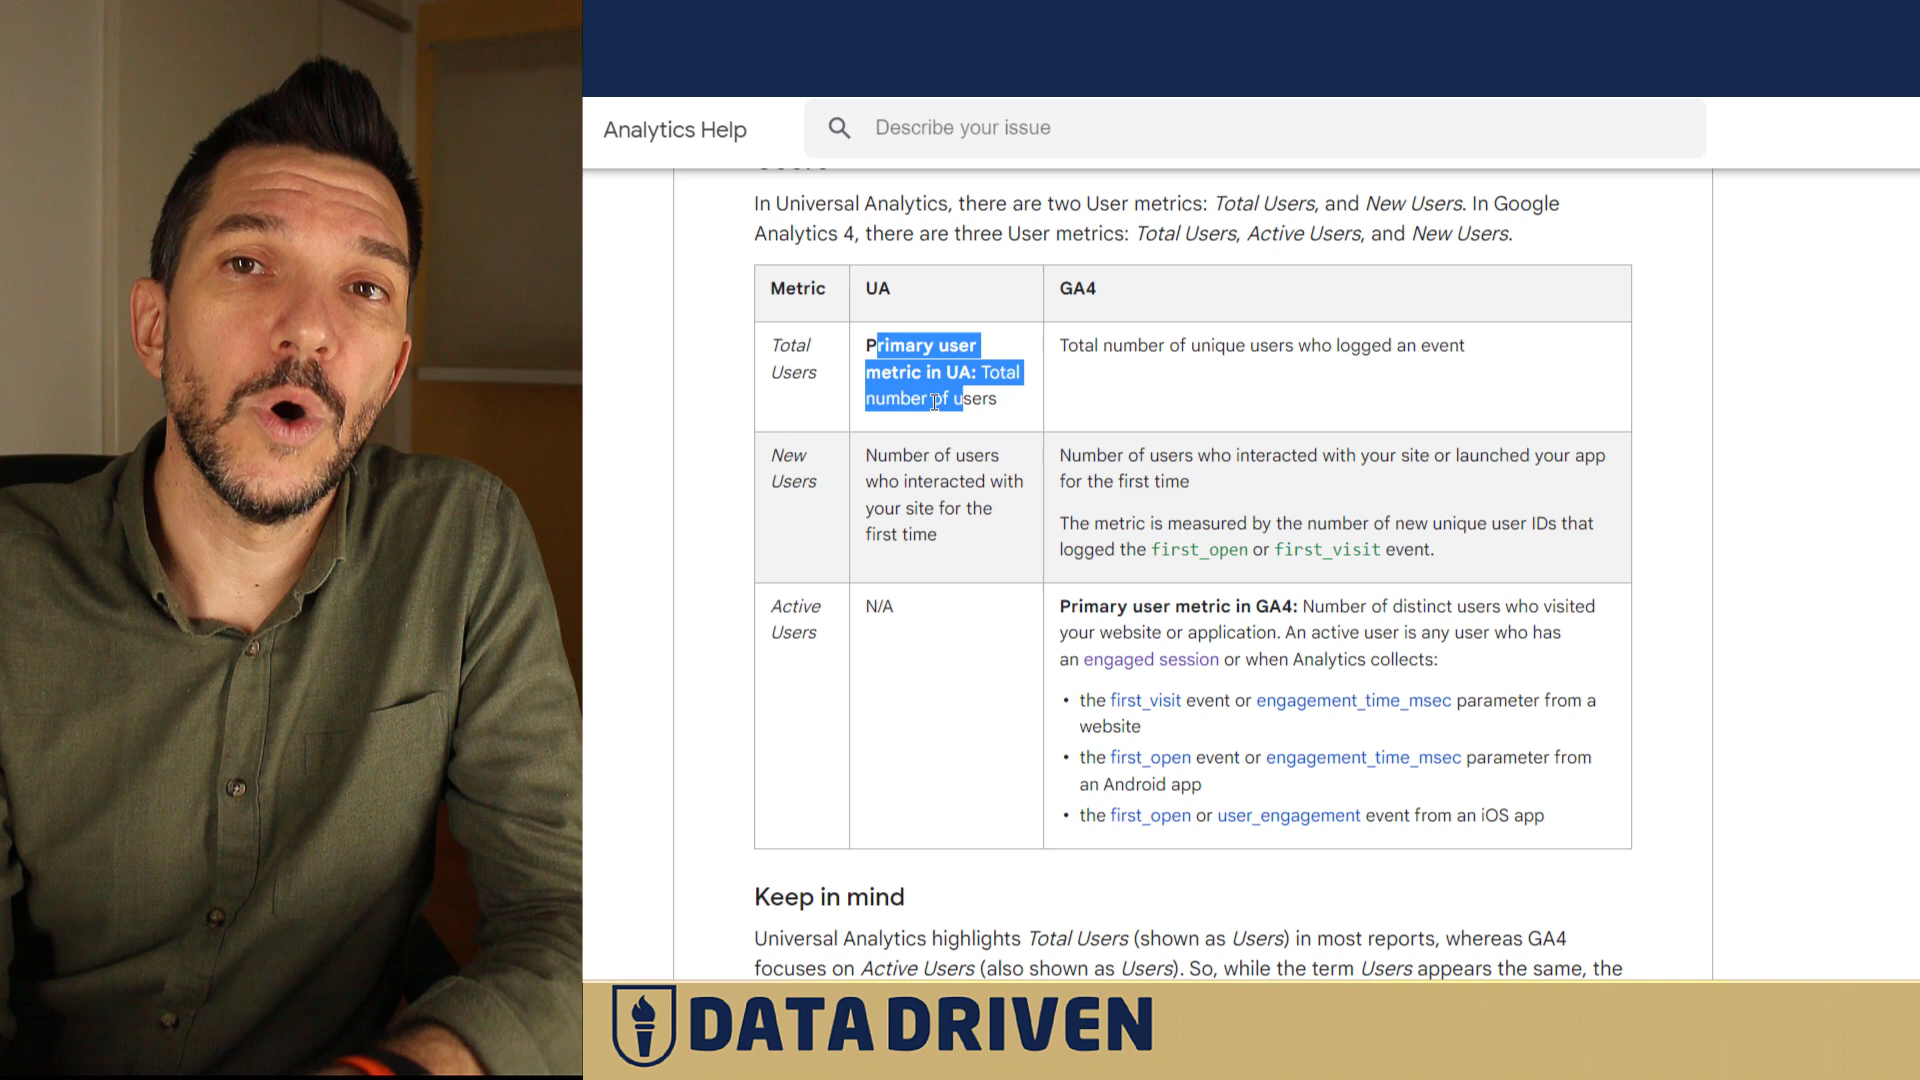 Analytics Help
Describe your issue
In Universal Analytics, there are two User metrics: Total Users, and New Users. In Google
Analytics 4, there are three User metrics: Total Users, Active Users, and New Users.
Metric UA GA4
Total
Users
Primary user
metric in UA: Total
number of users
Total number of unique users who logged an event
New
Users
Number of users
who interacted with
your site for the
first time
Number of users who interacted with your site or launched your app
for the first time
The metric is measured by the number of new unique user IDs that
logged the first_open or first_visit event.
Active
Users
N/A
Primary user metric in GA4: Number of distinct users who visited
your website or application. An active user is any user who has
an engaged session or when Analytics collects:
• the first_visit event or engagement_time_msec parameter from a
website
• the first_open event or engagement_time_msec parameter from
an Android app
• the first_open or user_engagement event from an iOS app
Keep in mind
Universal Analytics highlights Total Users (shown as Users) in most reports, whereas GA4
focuses on Active Users (also shown as Users). So, while the term Users appears the same, the
DATA DRIVEN